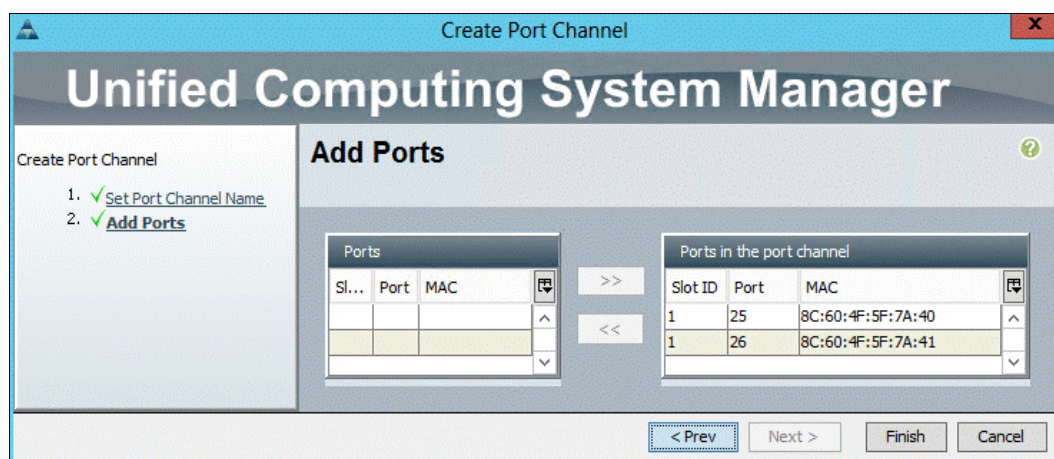 Create Port Channel
X
Unified Computing System Manager
Create Port Channel
1. Set Port Channel Name
2. Add Ports
Add Ports
?
Ports
Sl... Port MAC
>>
<<
Ports in the port channel
Slot ID Port MAC
1 25 8C:60:4F:5F:7A:40
1 26 8C:60:4F:5F:7A:41
< Prev Next > Finish Cancel